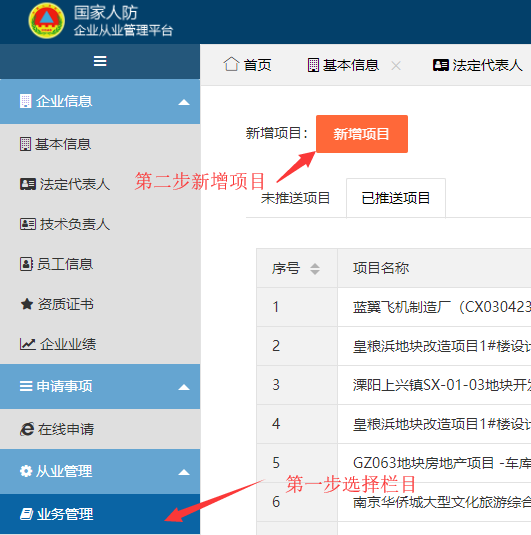 国家人防
企业从业管理平台
首页 基本信息 × 法定代表人
企业信息
基本信息
法定代表人
技术负责人
员工信息
资质证书
企业业绩
申请事项
在线申请
从业管理
业务管理
新增项目： 新增项目
第二步新增项目
未推送项目 已推送项目
序号 项目名称
1 蓝翼飞机制造厂（CX030423
2 皇粮浜地块改造项目1#楼设计
3 溧阳上兴镇SX-01-03地块开发
4 皇粮浜地块改造项目1#楼设计
5 GZ063地块房地产项目 -车库
第一步选择栏目
6 南京华侨城大型文化旅游综合